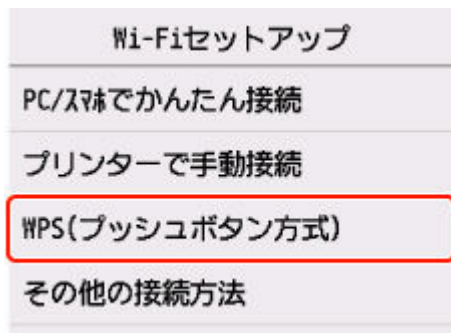 Wi-Fiセットアップ
PC/ｽﾏﾎでかんたん接続
プリンターで手動接続
WPS(プッシュボタン方式)
その他の接続方法